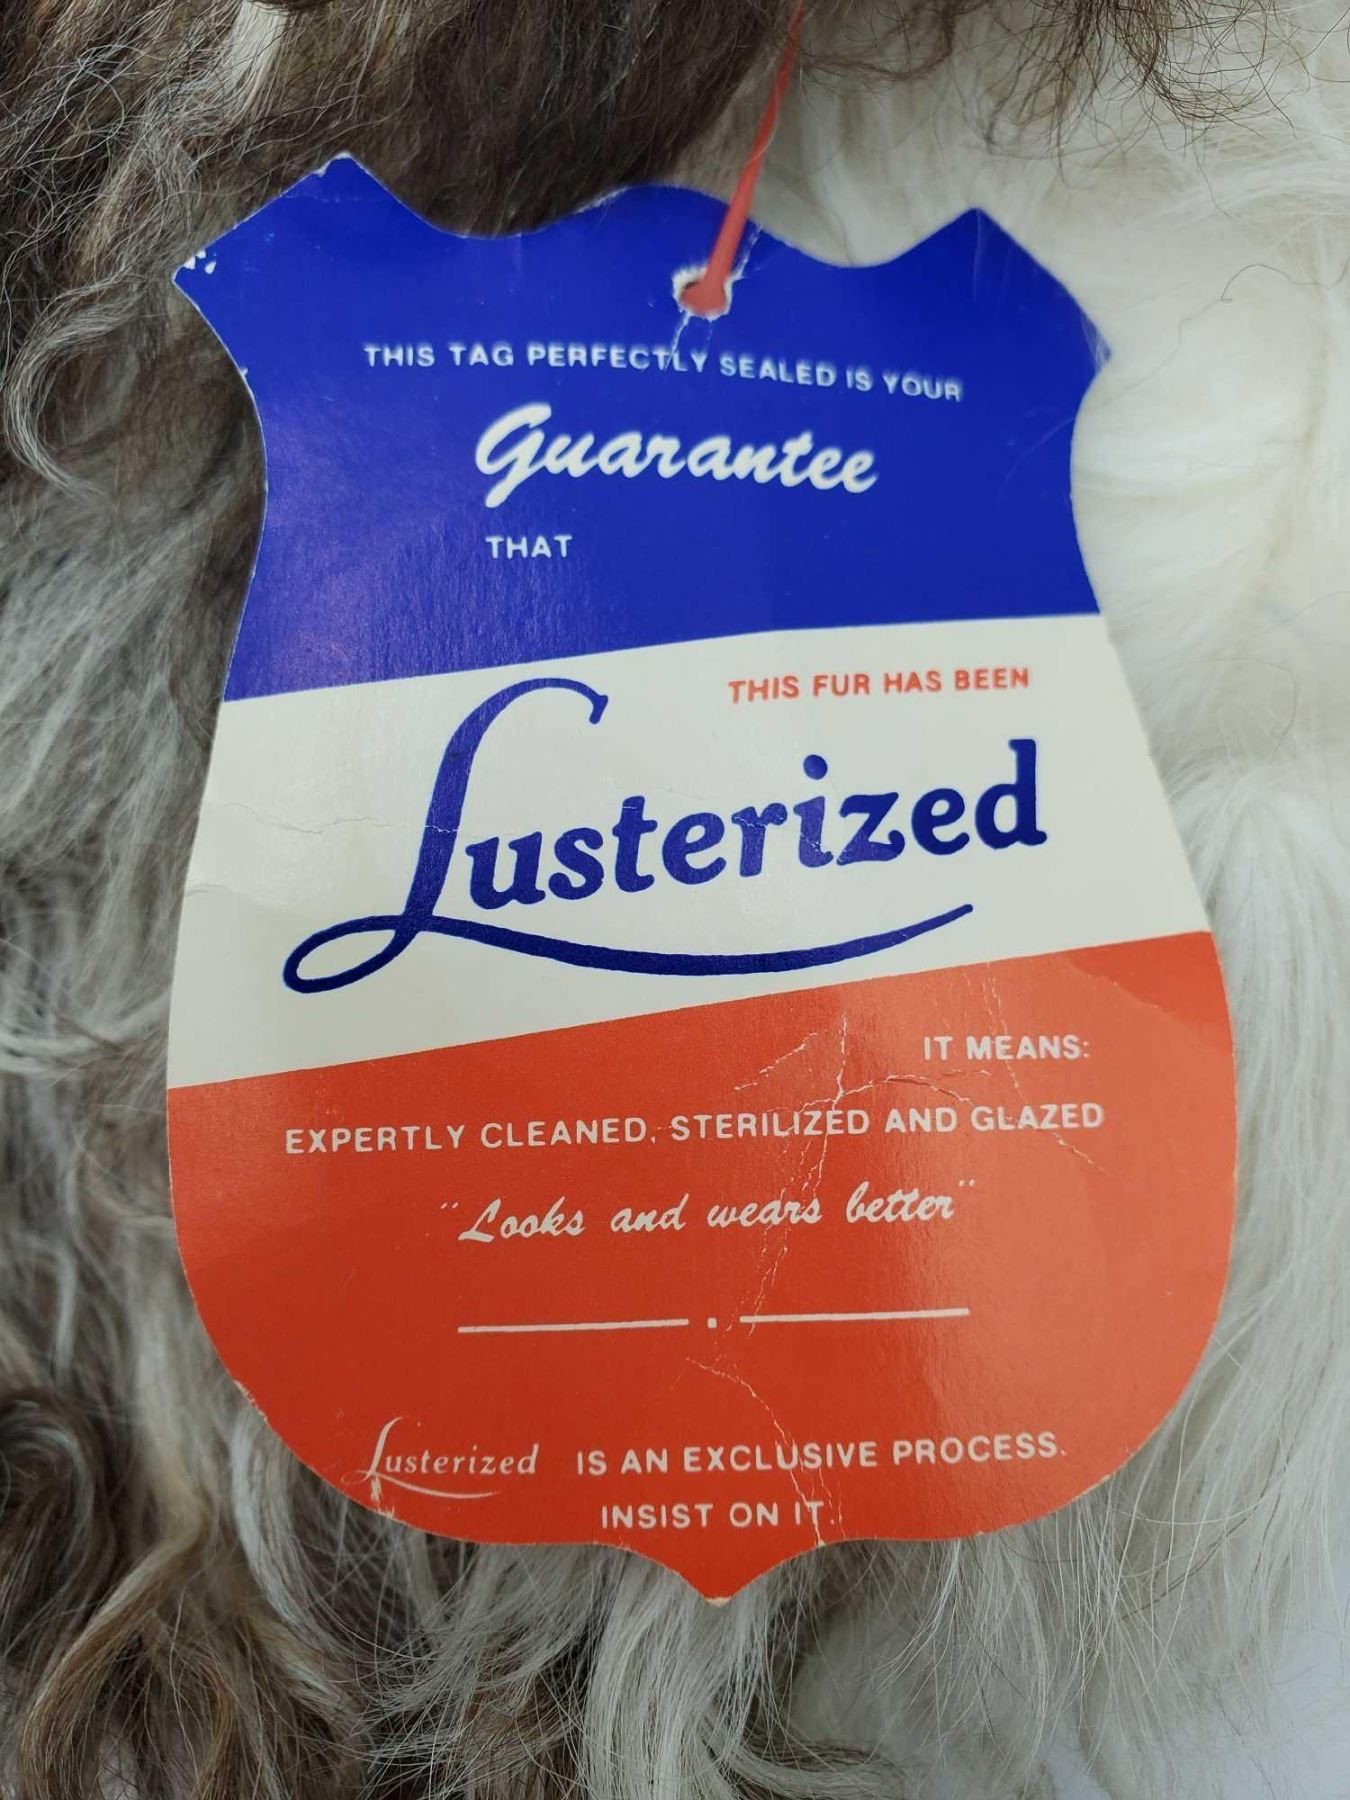 THIS TAG PERFECTLY SEALED IS YOUR
Guarantee
THAT
THIS FUR HAS BEEN
Lusterized
IT MEANS:
EXPERTLY CLEANED, STERILIZED AND GLAZED
"Looks and wears better"
Lusterized IS AN EXCLUSIVE PROCESS.
INSIST ON IT.